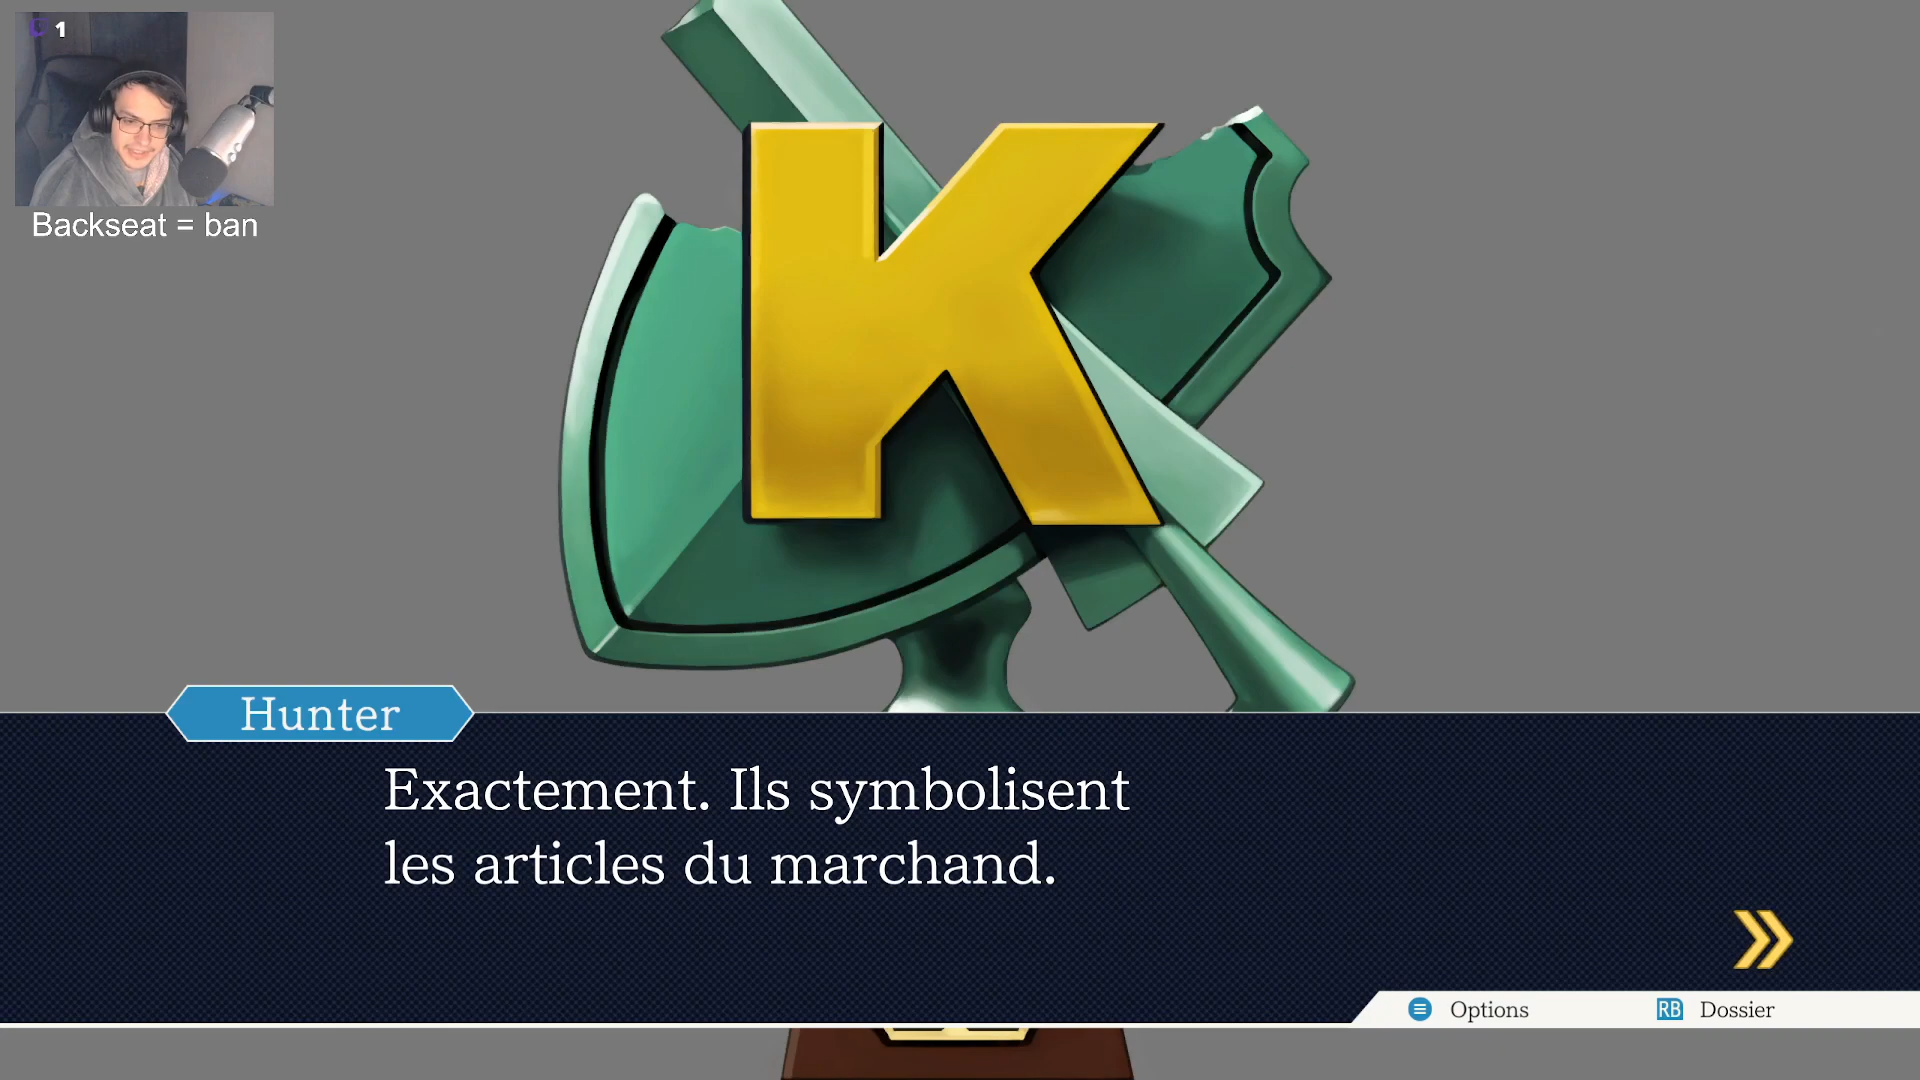 1
Backseat = ban
K
Hunter
Exactement. Ils symbolisent
les articles du marchand.
Options
RB Dossier